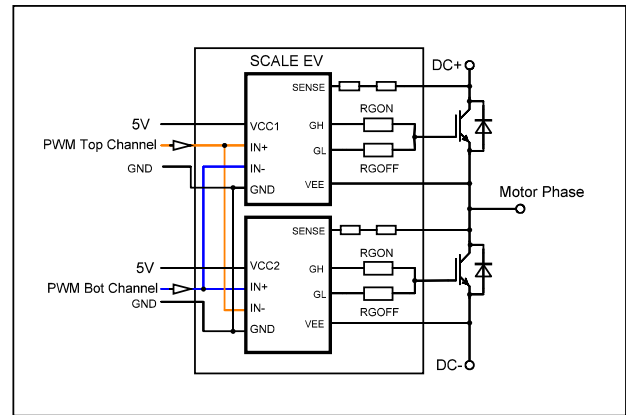 SCALE EV
DC+
SENSE
RGON
5V
VCC1
GH
PWM Top Channel
IN+
IN-
GL
RGOFF
GND
GND
VEE
Motor Phase
SENSE
RGON
5V
VCC2
GH
PWM Bot Channel
IN+
GL
GND
IN-
RGOFF
GND
VEE
DC-